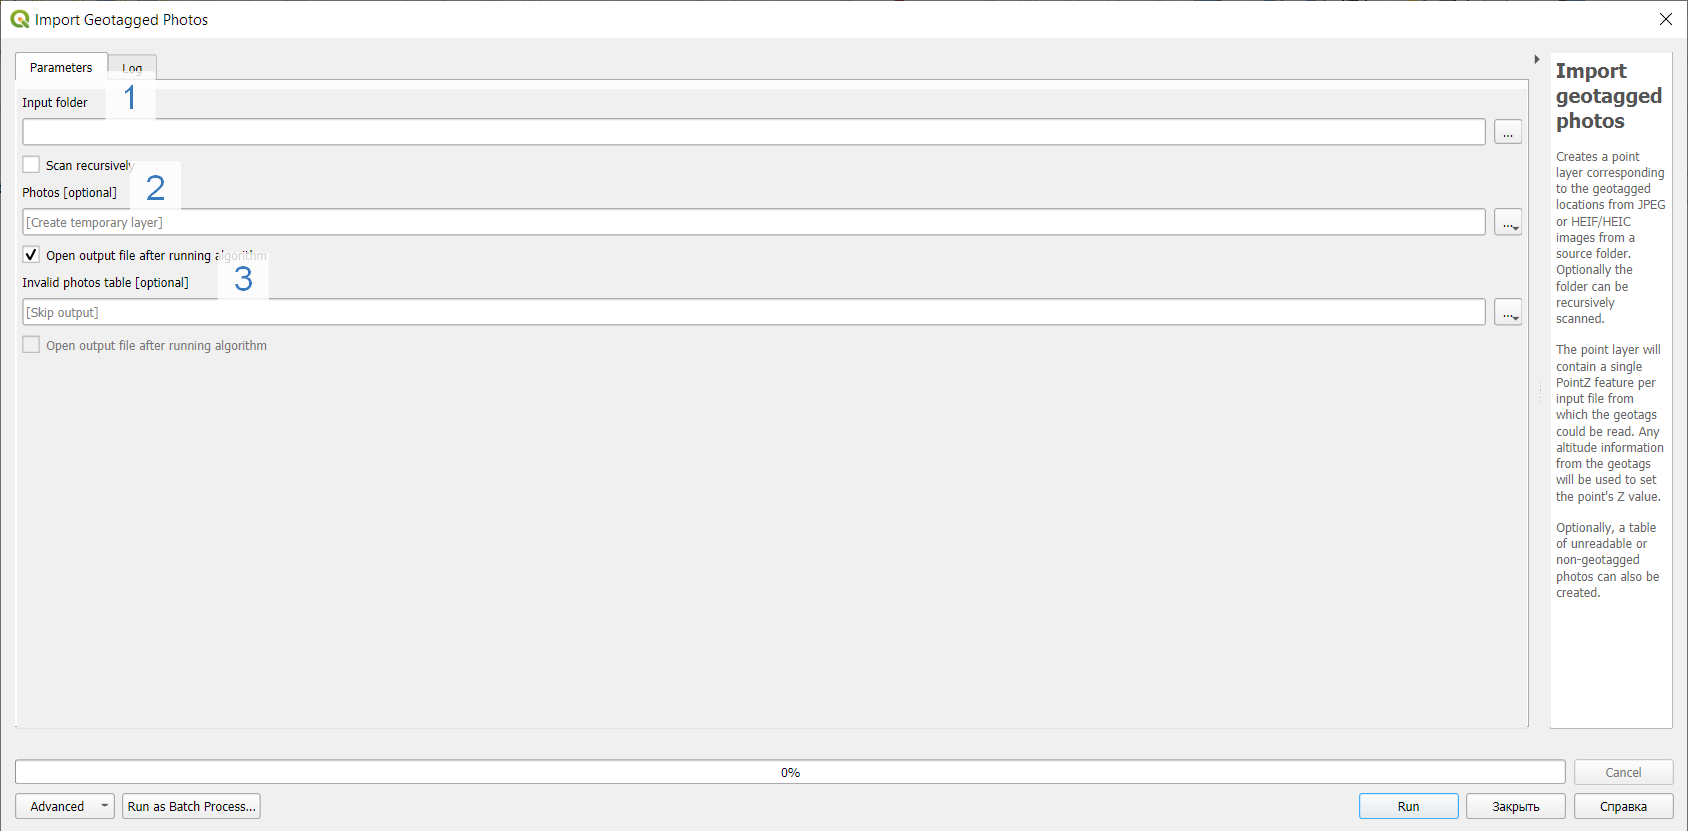 Import Geotagged Photos
Parameters
Log
Input folder
1
...
Scan recursively
2
Photos [optional]
[Create temporary layer]
...
Open output file after running algorithm
3
Invalid photos table [optional]
[Skip output]
...
Open output file after running algorithm
Import
geotagged
photos
Creates a point
layer corresponding
to the geotagged
locations from JPEG
or HEIF/HEIC
images from a
source folder.
Optionally the
folder can be
recursively
scanned.
The point layer will
contain a single
PointZ feature per
input file from
which the geotags
could be read. Any
altitude information
from the geotags
will be used to set
the point's Z value.
Optionally, a table
of unreadable or
non-geotagged
photos can also be
created.
0%
Cancel
Advanced
Run as Batch Process...
Run
Закрыть
Справка